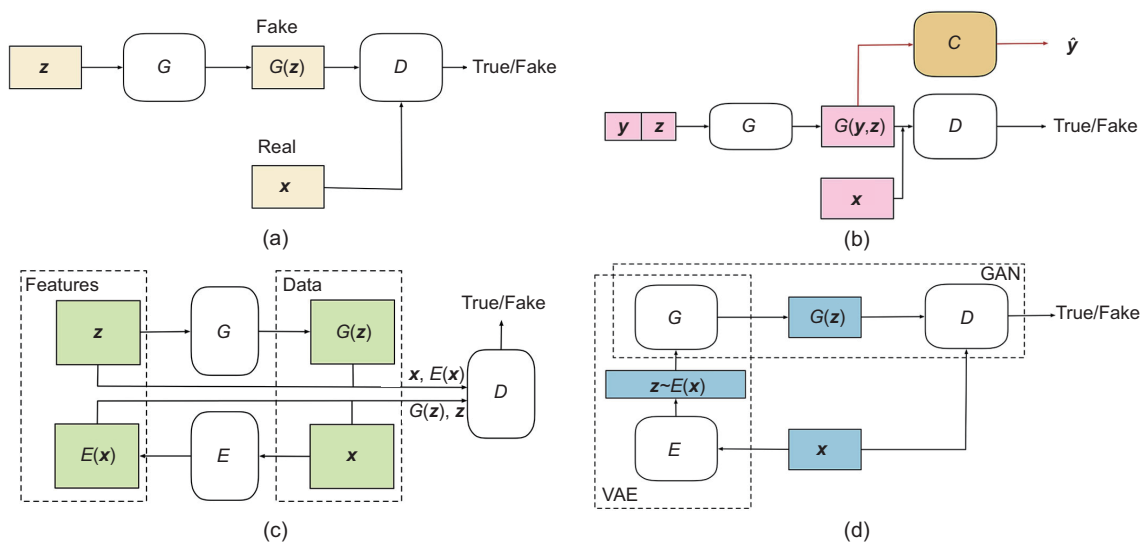 Fake
z
G
G(z)
D
True/Fake
Real
x
(a)
C
ŷ
y
z
G
G(y,z)
D
True/Fake
x
(b)
Features
Data
True/Fake
z
G
G(z)
x, E(x)
D
G(z), z
E(x)
E
x
(c)
GAN
G
G(z)
D
True/Fake
z~E(x)
E
x
VAE
(d)